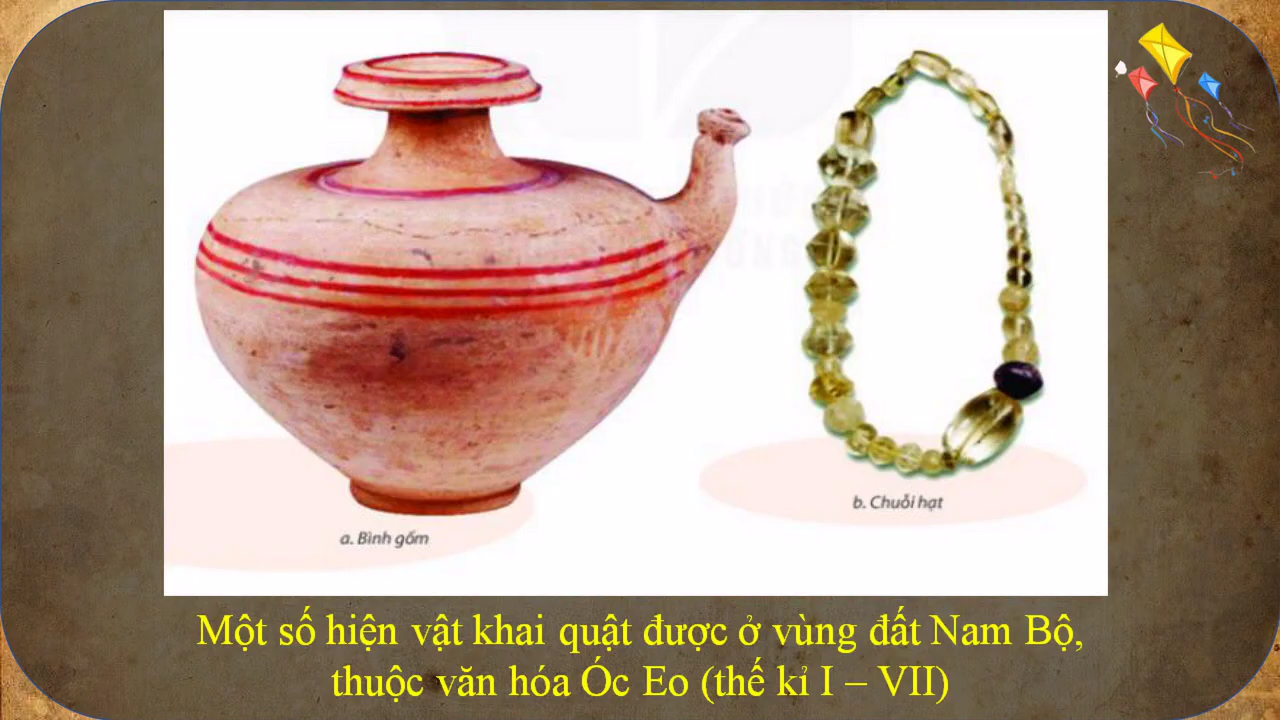 a. Bình gốm
b. Chuỗi hạt
Một số hiện vật khai quật được ở vùng đất Nam Bộ,
thuộc văn hóa Óc Eo (thế kỉ I – VII)